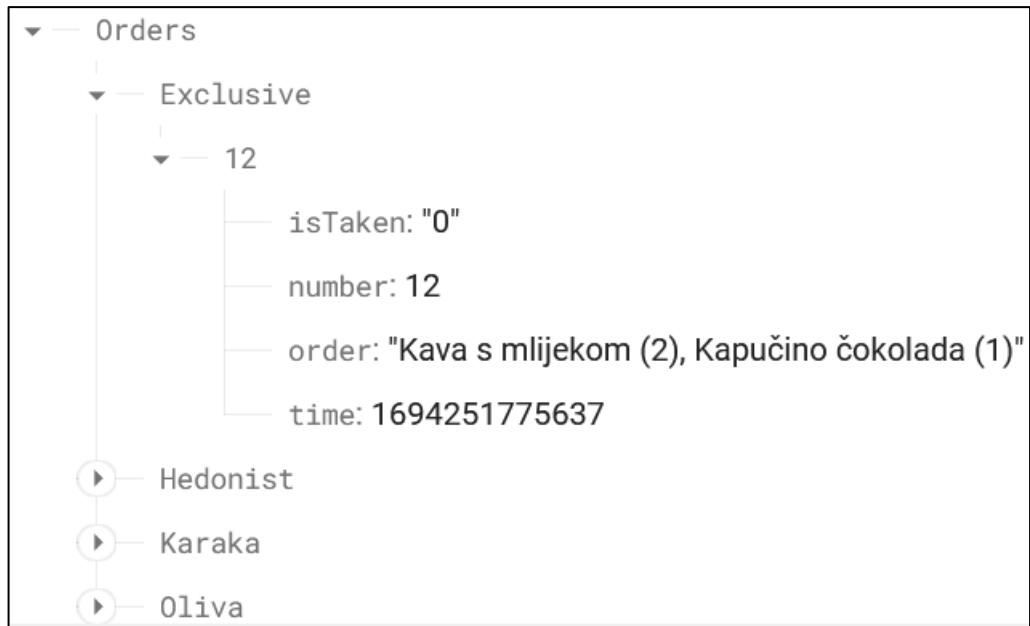 Orders
Exclusive
12
isTaken: "0"
number: 12
order: "Kava s mlijekom (2), Kapučino čokolada (1)"
time: 1694251775637
Hedonist
Karaka
Oliva